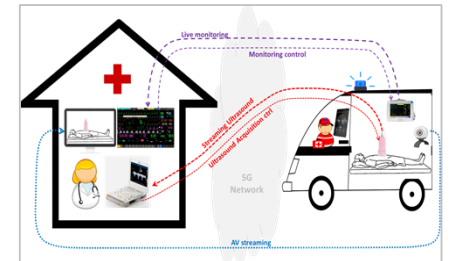 Live monitoring
Monitoring control
Streaming Ultrasound
Ultrasound Acquisition ctrl
5G
Network
AV streaming